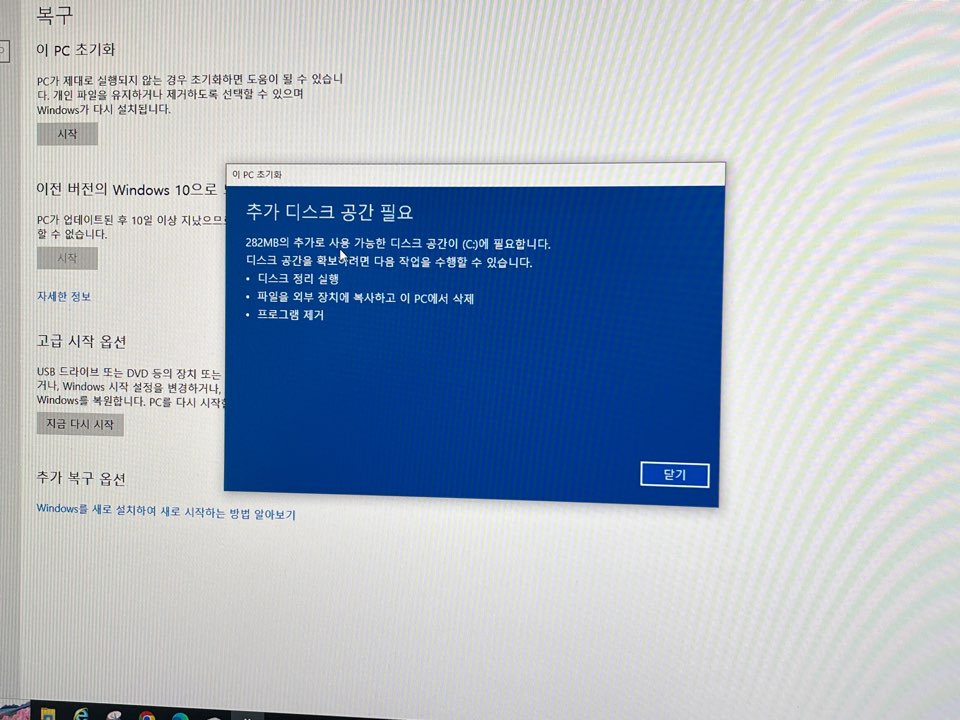 복구
이 PC 초기화
PC가 제대로 실행되지 않는 경우 초기화하면 도움이 될 수 있습니
다. 개인 파일을 유지하거나 제거하도록 선택할 수 있으며
Windows가 다시 설치됩니다.
시작
이전 버전의 Windows 10으로
PC가 업데이트된 후 10일 이상 지났으므로
할 수 없습니다.
시작
자세한 정보
고급 시작 옵션
USB 드라이브 또는 DVD 등의 장치 또는
거나, Windows 시작 설정을 변경하거나,
Windows를 복원합니다. PC를 다시 시작
지금 다시 시작
추가 복구 옵션
Windows를 새로 설치하여 새로 시작하는 방법 알아보기
이 PC 초기화
추가 디스크 공간 필요
282MB의 추가로 사용 가능한 디스크 공간이 (C:)에 필요합니다.
디스크 공간을 확보하려면 다음 작업을 수행할 수 있습니다.
• 디스크 정리 실행
• 파일을 외부 장치에 복사하고 이 PC에서 삭제
• 프로그램 제거
닫기